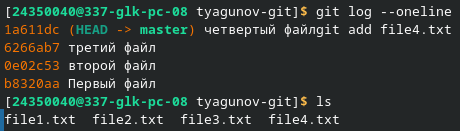 [24350040@337-glk-pc-08 tyagunov-git]$ git log --oneline
1a611dc (HEAD -> master) четвертый файлgit add file4.txt
6266ab7 третий файл
0e02c53 второй файл
b8320aa Первый файл
[24350040@337-glk-pc-08 tyagunov-git]$ ls
file1.txt  file2.txt  file3.txt  file4.txt